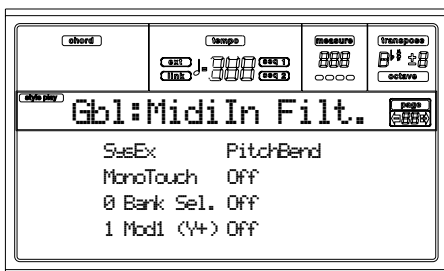 chord
tempo
measure
transpose
ext
link
seq 1
seq 2
octave
style play
Gbl:MidiIn Filt.
page
SysEx PitchBend
MonoTouch Off
0 Bank Sel. Off
1 Mod1 (Y+) Off